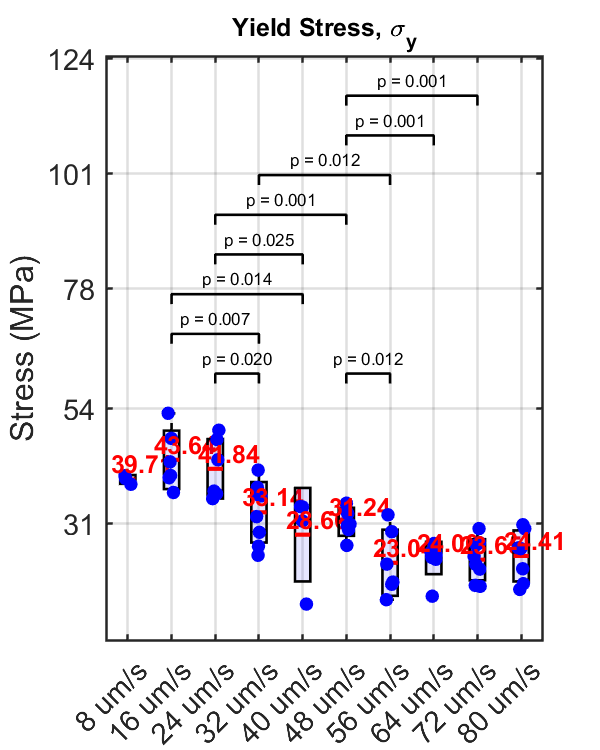 Yield Stress, σy
124
101
78
54
31
Stress (MPa)
p = 0.001
p = 0.001
p = 0.012
p = 0.001
p = 0.025
p = 0.014
p = 0.007
p = 0.020
p = 0.012
41.84
33.14
31.24
24.41
8 um/s
16 um/s
24 um/s
32 um/s
40 um/s
48 um/s
56 um/s
64 um/s
72 um/s
80 um/s